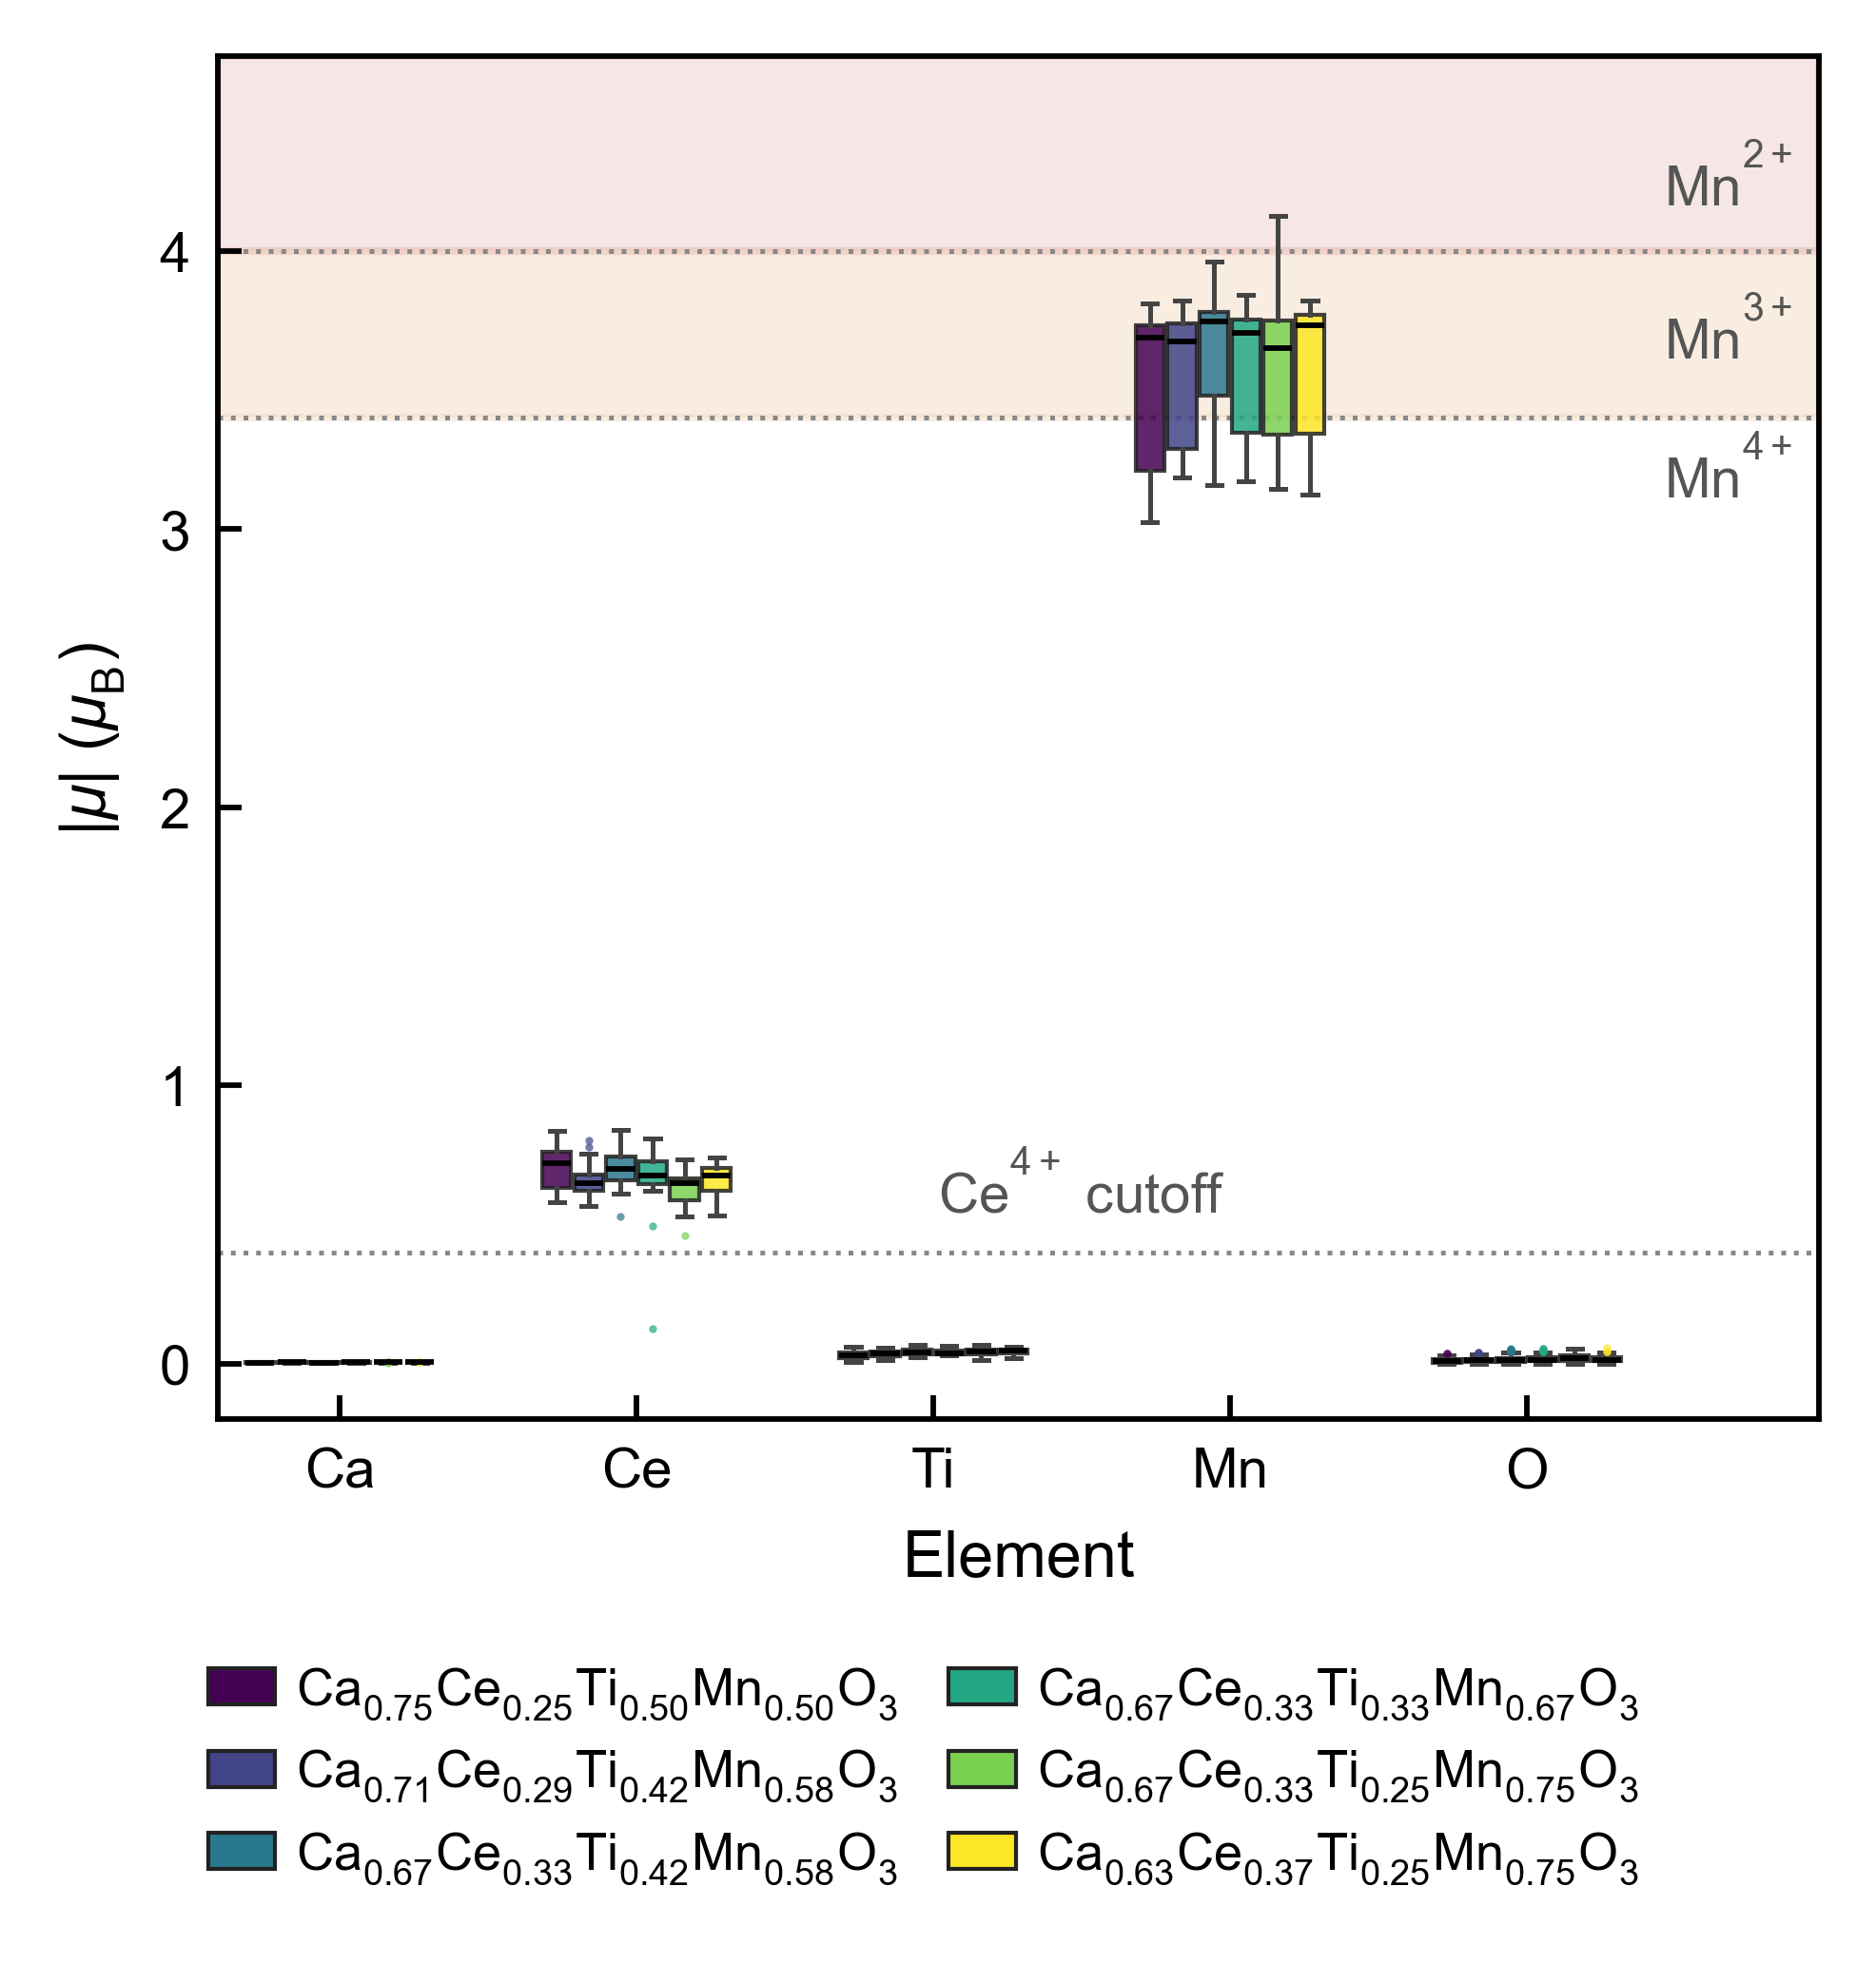 Mn²⁺
4
Mn³⁺
Mn⁴⁺
3
|μ| (μ_B)
2
1
Ce⁴⁺ cutoff
0
Ca Ce Ti Mn O
Element
Ca₀.₇₅Ce₀.₂₅Ti₀.₅₀Mn₀.₅₀O₃ Ca₀.₆₇Ce₀.₃₃Ti₀.₃₃Mn₀.₆₇O₃
Ca₀.₇₁Ce₀.₂₉Ti₀.₄₂Mn₀.₅₈O₃ Ca₀.₆₇Ce₀.₃₃Ti₀.₂₅Mn₀.₇₅O₃
Ca₀.₆₇Ce₀.₃₃Ti₀.₄₂Mn₀.₅₈O₃ Ca₀.₆₃Ce₀.₃₇Ti₀.₂₅Mn₀.₇₅O₃